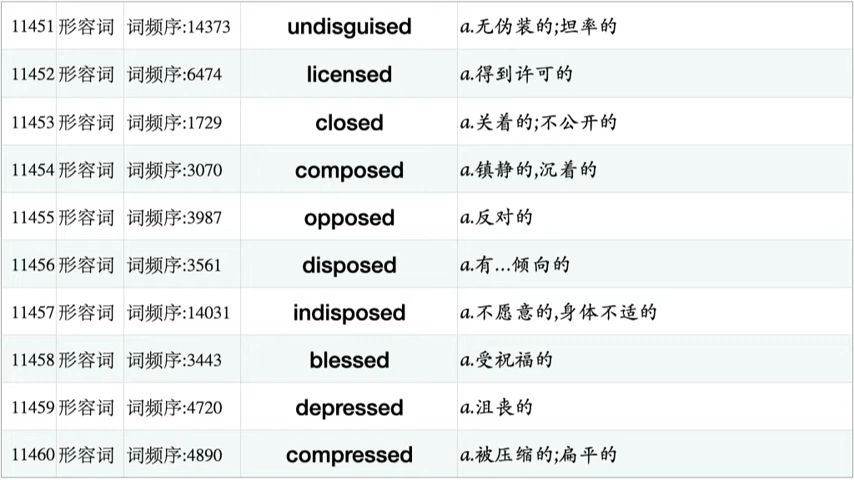 11451 形容词 词频序:14373 undisguised a.无伪装的;坦率的
11452 形容词 词频序:6474 licensed a.得到许可的
11453 形容词 词频序:1729 closed a.关着的;不公开的
11454 形容词 词频序:3070 composed a.镇静的,沉着的
11455 形容词 词频序:3987 opposed a.反对的
11456 形容词 词频序:3561 disposed a.有...倾向的
11457 形容词 词频序:14031 indisposed a.不愿意的,身体不适的
11458 形容词 词频序:3443 blessed a.受祝福的
11459 形容词 词频序:4720 depressed a.沮丧的
11460 形容词 词频序:4890 compressed a.被压缩的;扁平的